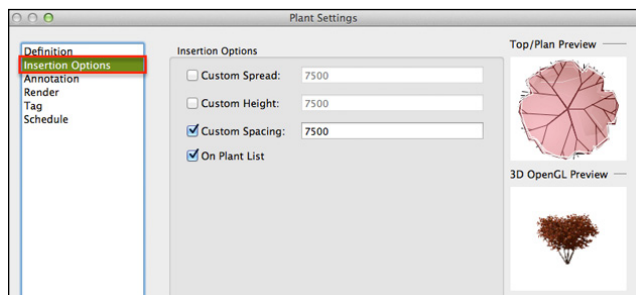 Plant Settings
Definition
Insertion Options
Annotation
Render
Tag
Schedule
Insertion Options
Custom Spread: 7500
Custom Height: 7500
Custom Spacing: 7500
On Plant List
Top/Plan Preview
3D OpenGL Preview